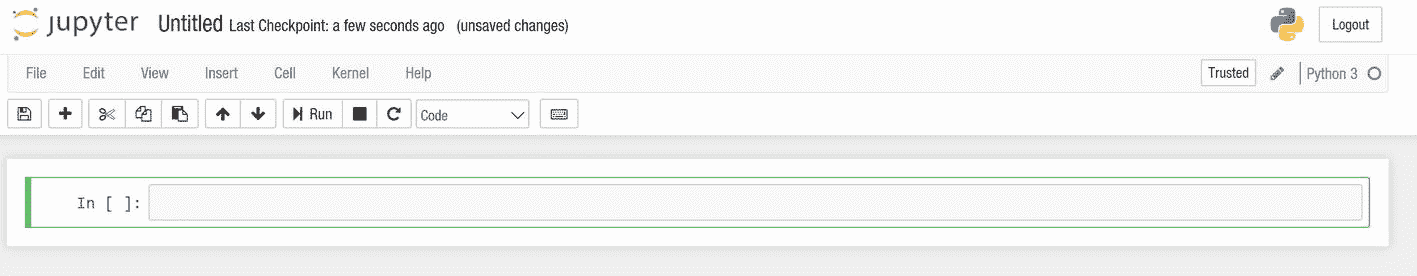 jupyter Untitled Last Checkpoint: a few seconds ago (unsaved changes) Logout
File Edit View Insert Cell Kernel Help Trusted Python 3
Run Code
In [ ]: